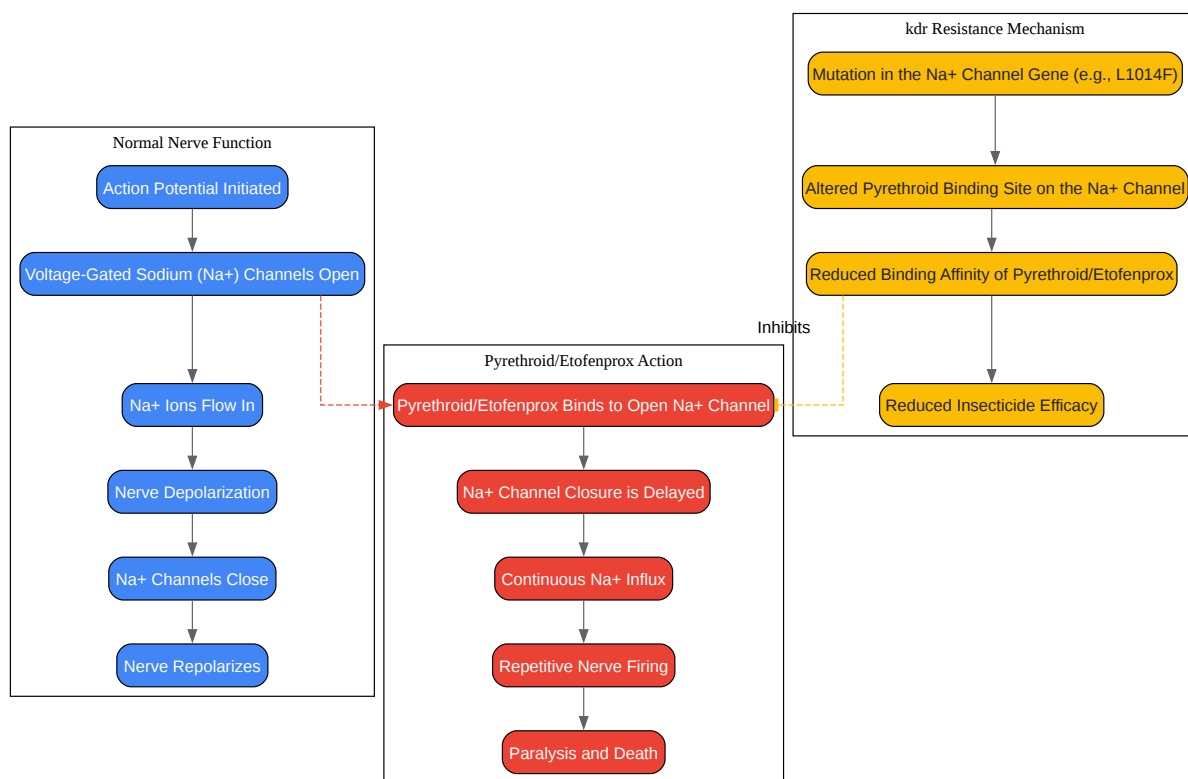 Normal Nerve Function
Action Potential Initiated
Voltage-Gated Sodium (Na+) Channels Open
Na+ Ions Flow In
Nerve Depolarization
Na+ Channels Close
Nerve Repolarizes
Pyrethroid/Etofenprox Action
Pyrethroid/Etofenprox Binds to Open Na+ Channel
Na+ Channel Closure is Delayed
Continuous Na+ Influx
Repetitive Nerve Firing
Paralysis and Death
Inhibits
kdr Resistance Mechanism
Mutation in the Na+ Channel Gene (e.g., L1014F)
Altered Pyrethroid Binding Site on the Na+ Channel
Reduced Binding Affinity of Pyrethroid/Etofenprox
Reduced Insecticide Efficacy